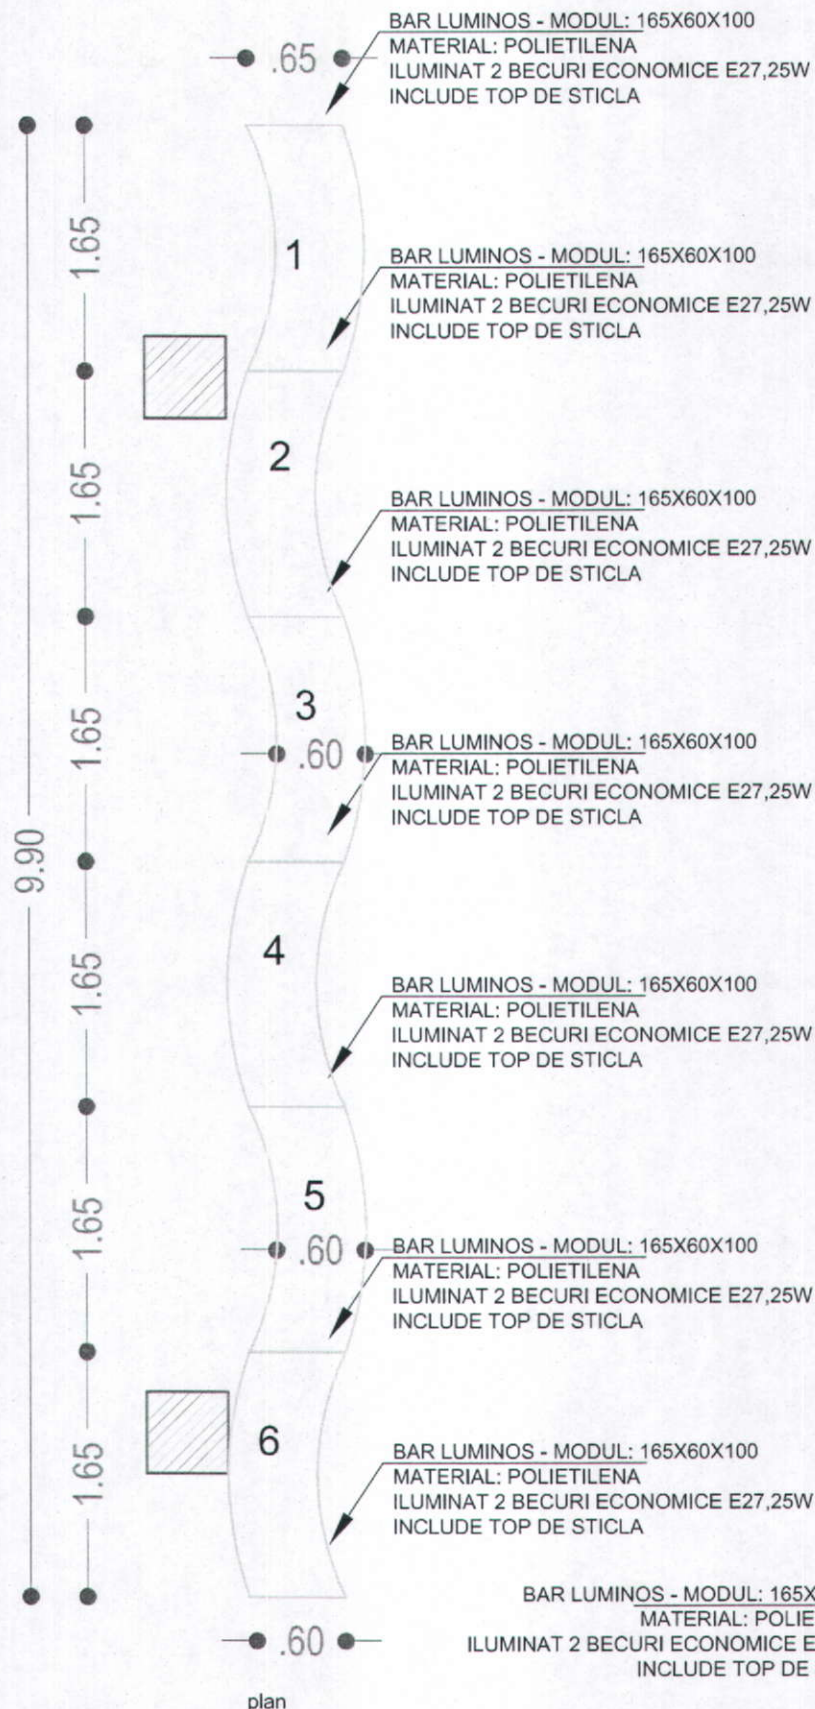 BAR LUMINOS - MODUL: 165X60X100
MATERIAL: POLIETILENA
ILUMINAT 2 BECURI ECONOMICE E27,25W
INCLUDE TOP DE STICLA
.65
1.65
1
BAR LUMINOS - MODUL: 165X60X100
MATERIAL: POLIETILENA
ILUMINAT 2 BECURI ECONOMICE E27,25W
INCLUDE TOP DE STICLA
1.65
2
BAR LUMINOS - MODUL: 165X60X100
MATERIAL: POLIETILENA
ILUMINAT 2 BECURI ECONOMICE E27,25W
INCLUDE TOP DE STICLA
1.65
3
.60
BAR LUMINOS - MODUL: 165X60X100
MATERIAL: POLIETILENA
ILUMINAT 2 BECURI ECONOMICE E27,25W
INCLUDE TOP DE STICLA
9.90
1.65
4
BAR LUMINOS - MODUL: 165X60X100
MATERIAL: POLIETILENA
ILUMINAT 2 BECURI ECONOMICE E27,25W
INCLUDE TOP DE STICLA
1.65
5
.60
BAR LUMINOS - MODUL: 165X60X100
MATERIAL: POLIETILENA
ILUMINAT 2 BECURI ECONOMICE E27,25W
INCLUDE TOP DE STICLA
1.65
6
BAR LUMINOS - MODUL: 165X60X100
MATERIAL: POLIETILENA
ILUMINAT 2 BECURI ECONOMICE E27,25W
INCLUDE TOP DE STICLA
BAR LUMINOS - MODUL: 165X
MATERIAL: POLIE
ILUMINAT 2 BECURI ECONOMICE E
INCLUDE TOP DE
.60
plan